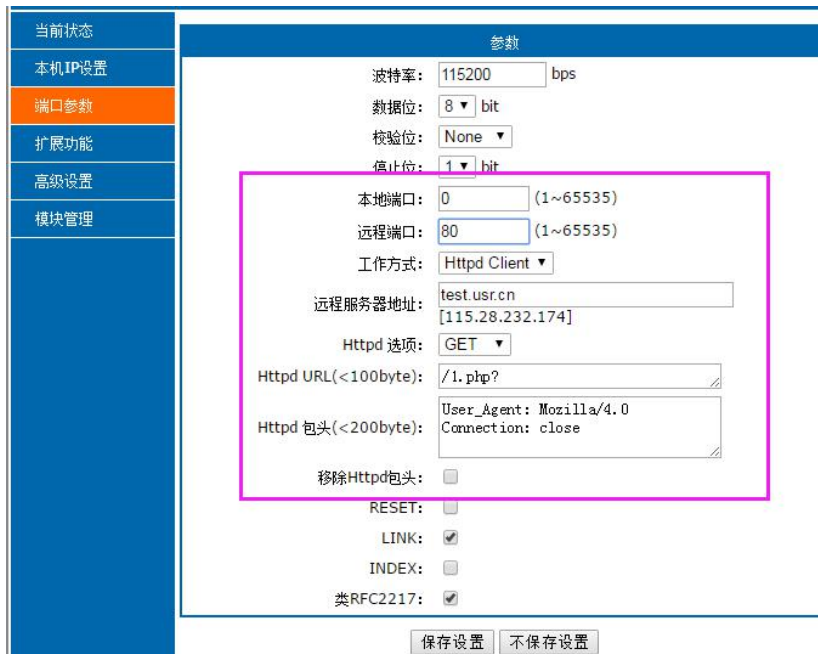 当前状态
本机IP设置
端口参数
扩展功能
高级设置
模块管理
参数
波特率: 115200 bps
数据位: 8 bit
校验位: None
停止位: 1 bit
本地端口: 0 (1~65535)
远程端口: 80 (1~65535)
工作方式: Httpd Client
远程服务器地址: test.usr.cn
[115.28.232.174]
Httpd 选项: GET
Httpd URL(<100byte): /1.php?
Httpd 包头(<200byte): User_Agent: Mozilla/4.0
Connection: close
移除Httpd包头:
RESET:
LINK:
INDEX:
类RFC2217:
保存设置 不保存设置